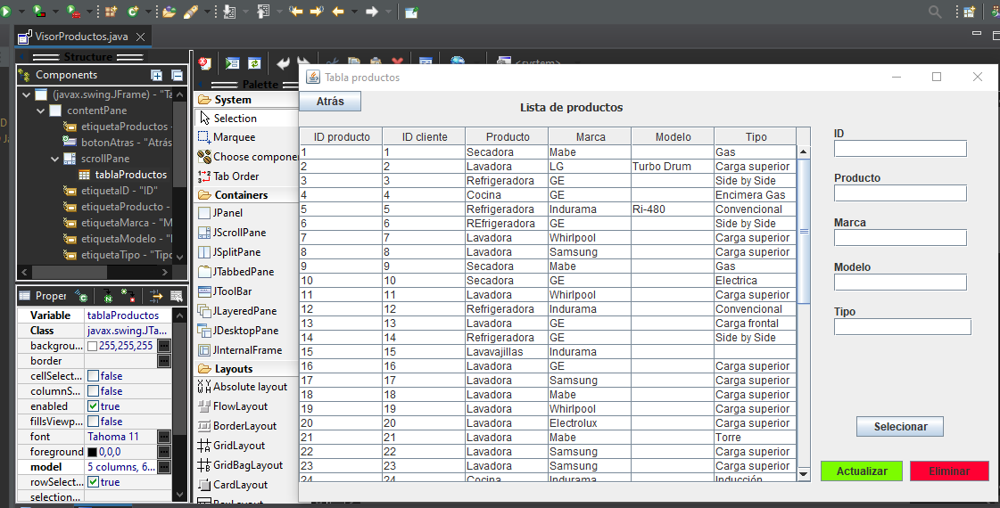 VisorProductos.java
Structure
Components
(javax.swing.JFrame) - "Ta
contentPane
etiquetaProductos -
botonAtras - "Atrás
scrollPane
tablaProductos
etiquetaID - "ID"
etiquetaProducto -
etiquetaMarca - "M
etiquetaModelo - "
etiquetaTipo - "Tipo
Proper
Variable tablaProductos
Class javax.swing.JTa...
backgrou... 255,255,255
border
cellSelect... false
columnS... false
enabled true
fillsViewp... false
font Tahoma 11
foreground 0,0,0
model 5 columns, 6...
rowSelect... true
selection...
<system>
Palette
System
Selection
Marquee
Choose compone
Tab Order
Containers
JPanel
JScrollPane
JSplitPane
JTabbedPane
JToolBar
JLayeredPane
JDesktopPane
JInternalFrame
Layouts
Absolute layout
FlowLayout
BorderLayout
GridLayout
GridBagLayout
CardLayout
BoxLayout
Tabla productos
Atrás
Lista de productos
ID producto ID cliente Producto Marca Modelo Tipo
1 1 Secadora Mabe Gas
2 2 Lavadora LG Turbo Drum Carga superior
3 3 Refrigeradora GE Side by Side
4 4 Cocina GE Encimera Gas
5 5 Refrigeradora Indurama Ri-480 Convencional
6 6 REfrigeradora GE Side by Side
7 7 Lavadora Whirlpool Carga superior
8 8 Lavadora Samsung Carga superior
9 9 Secadora Mabe Gas
10 10 Secadora GE Electrica
11 11 Lavadora Whirlpool Carga superior
12 12 Refrigeradora Indurama Convencional
13 13 Lavadora GE Carga frontal
14 14 Refrigeradora GE Side by Side
15 15 Lavavajillas Indurama
16 16 Lavadora GE Carga superior
17 17 Lavadora Samsung Carga superior
18 18 Lavadora Mabe Carga superior
19 19 Lavadora Whirlpool Carga superior
20 20 Lavadora Electrolux Carga superior
21 21 Lavadora Mabe Torre
22 22 Lavadora Samsung Carga superior
23 23 Lavadora Samsung Carga superior
24 24 Cocina Indurama Inducción
ID
Producto
Marca
Modelo
Tipo
Selecionar
Actualizar
Eliminar